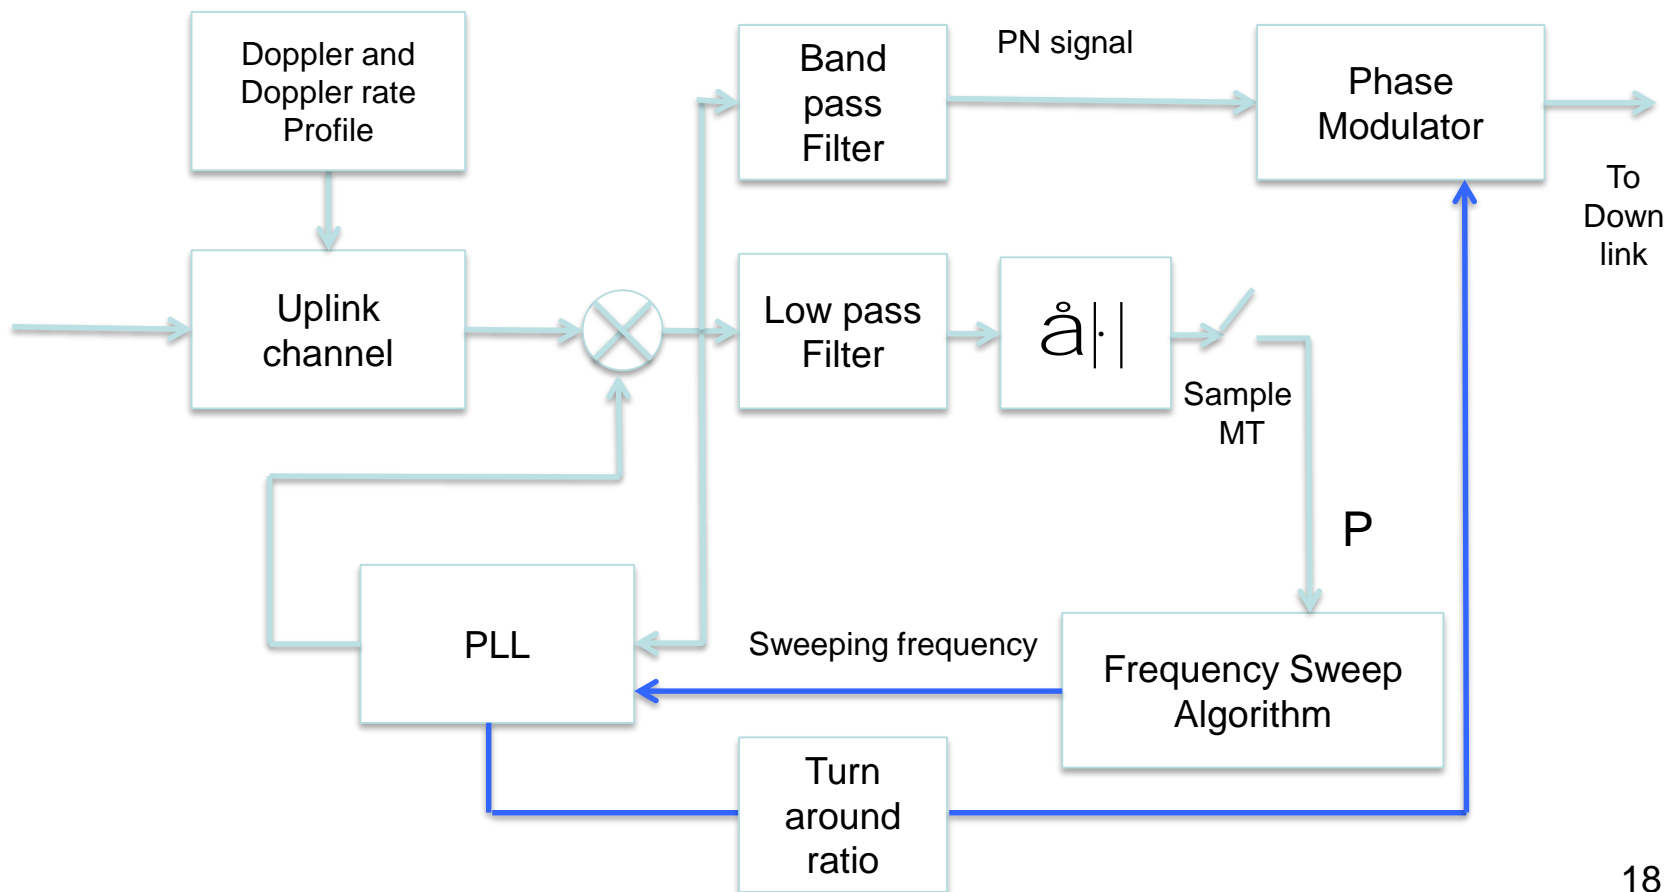 Doppler and
Doppler rate
Profile
Band
pass
Filter
PN signal
Phase
Modulator
To
Down
link
Uplink
channel
Low pass
Filter
å|·|
Sample
MT
P
PLL
Sweeping frequency
Frequency Sweep
Algorithm
Turn
around
ratio
18